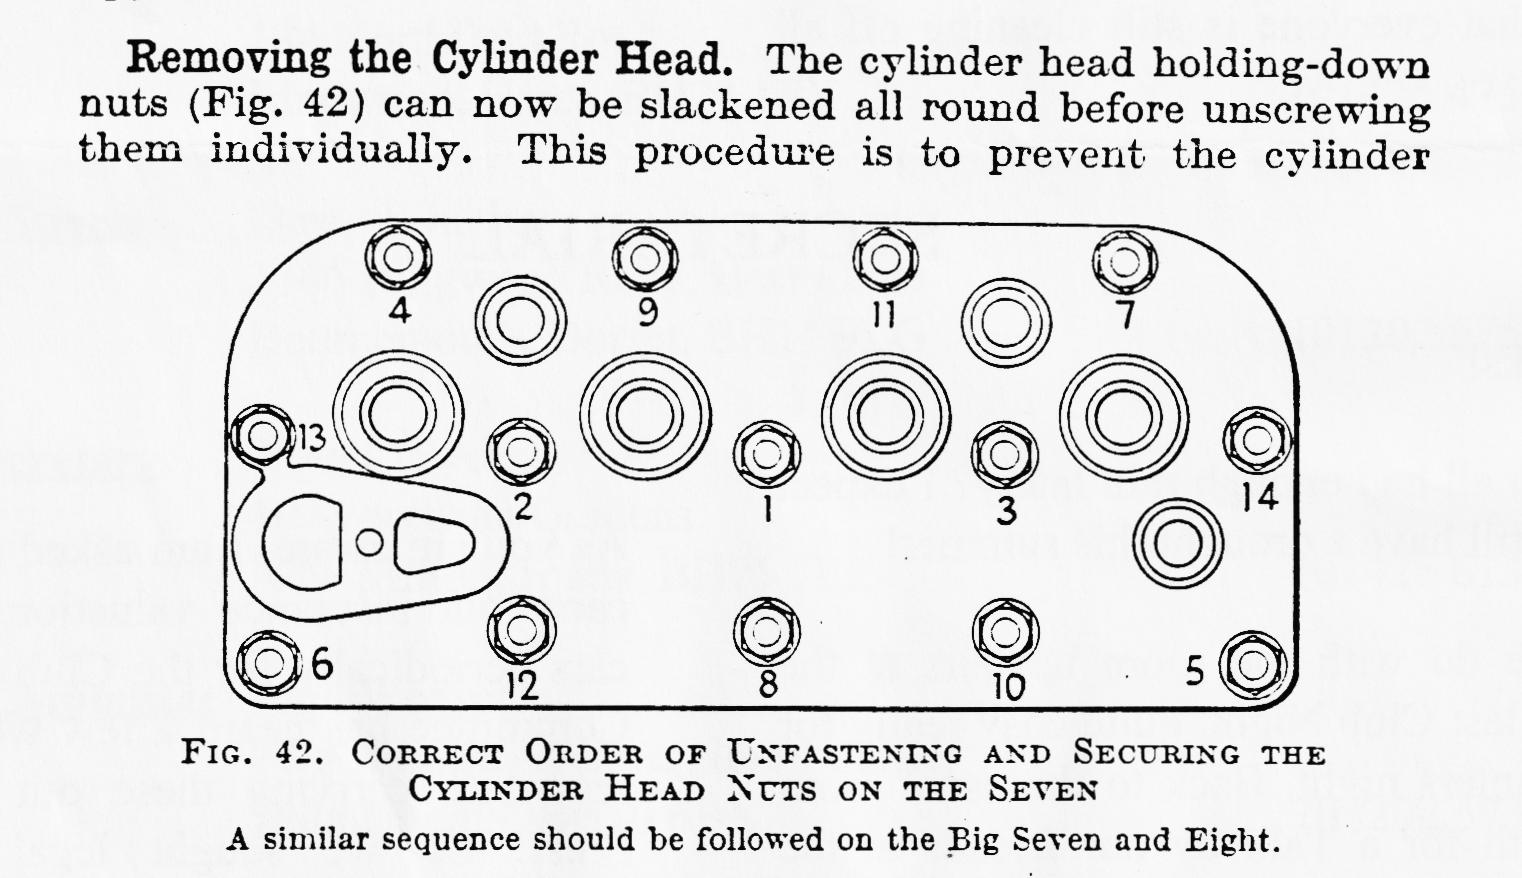 Removing the Cylinder Head. The cylinder head holding-down
nuts (Fig. 42) can now be slackened all round before unscrewing
them individually. This procedure is to prevent the cylinder
4 9 11 7
13
2 1 3 14
6 12 8 10 5
Fig. 42. Correct Order of Unfastening and Securing the
Cylinder Head Nuts on the Seven
A similar sequence should be followed on the Big Seven and Eight.